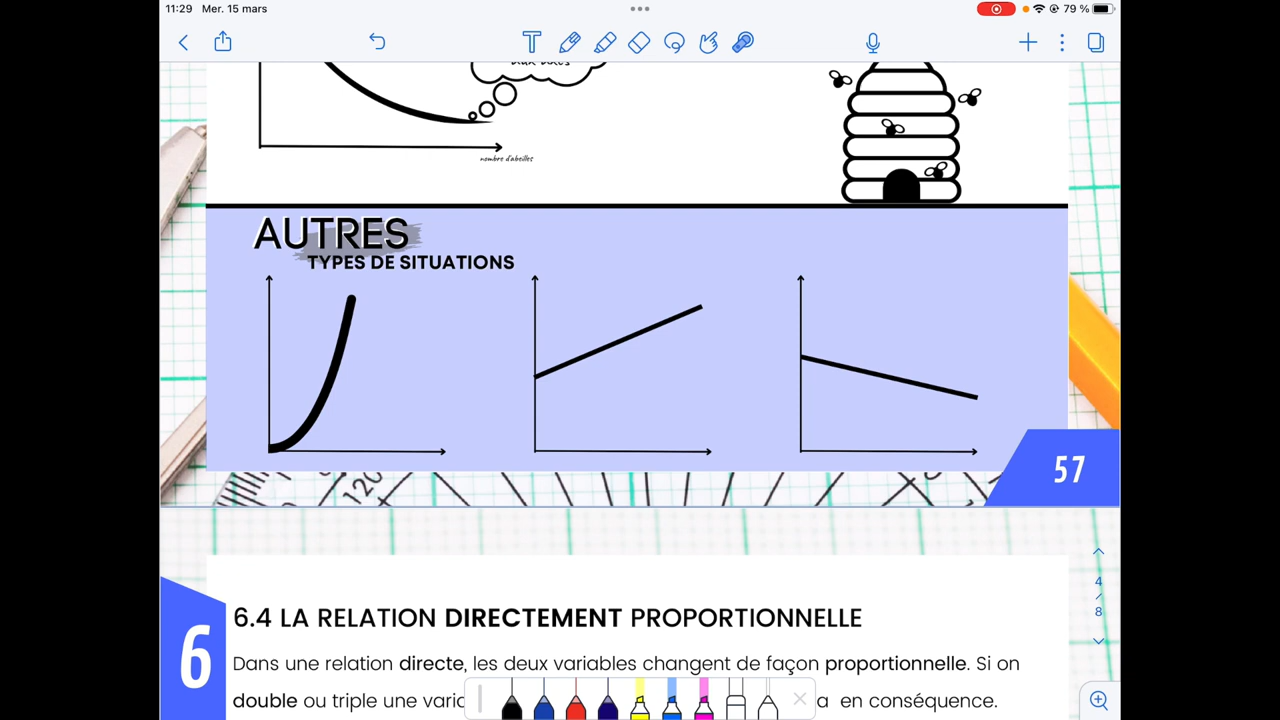 11:29 Mer. 15 mars
79 %
T
nombre d'abeilles
AUTRES
TYPES DE SITUATIONS
120
57
4
8
6
6.4 LA RELATION DIRECTEMENT PROPORTIONNELLE
Dans une relation directe, les deux variables changent de façon proportionnelle. Si on
double ou triple une varia en conséquence.